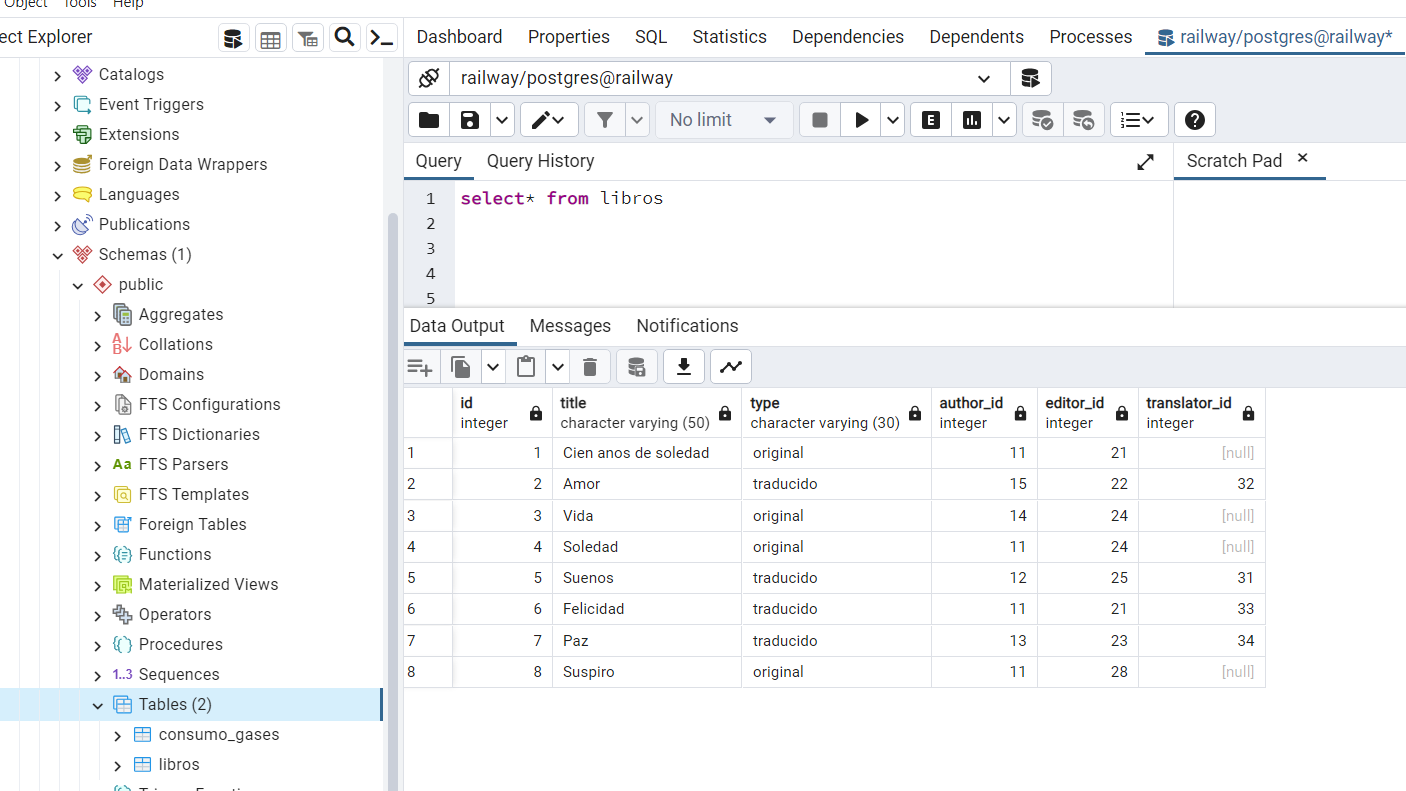 Object Tools Help
ect Explorer
Dashboard Properties SQL Statistics Dependencies Dependents Processes railway/postgres@railway*
Catalogs
Event Triggers
Extensions
Foreign Data Wrappers
Languages
Publications
Schemas (1)
public
Aggregates
Collations
Domains
FTS Configurations
FTS Dictionaries
Aa FTS Parsers
FTS Templates
Foreign Tables
Functions
Materialized Views
Operators
Procedures
1..3 Sequences
Tables (2)
consumo_gases
libros
railway/postgres@railway
No limit
E
Query Query History
Scratch Pad
1 select* from libros
2
3
4
5
Data Output Messages Notifications
id integer title character varying (50) type character varying (30) author_id integer editor_id integer translator_id integer
1 1 Cien anos de soledad original 11 21 [null]
2 2 Amor traducido 15 22 32
3 3 Vida original 14 24 [null]
4 4 Soledad original 11 24 [null]
5 5 Suenos traducido 12 25 31
6 6 Felicidad traducido 11 21 33
7 7 Paz traducido 13 23 34
8 8 Suspiro original 11 28 [null]